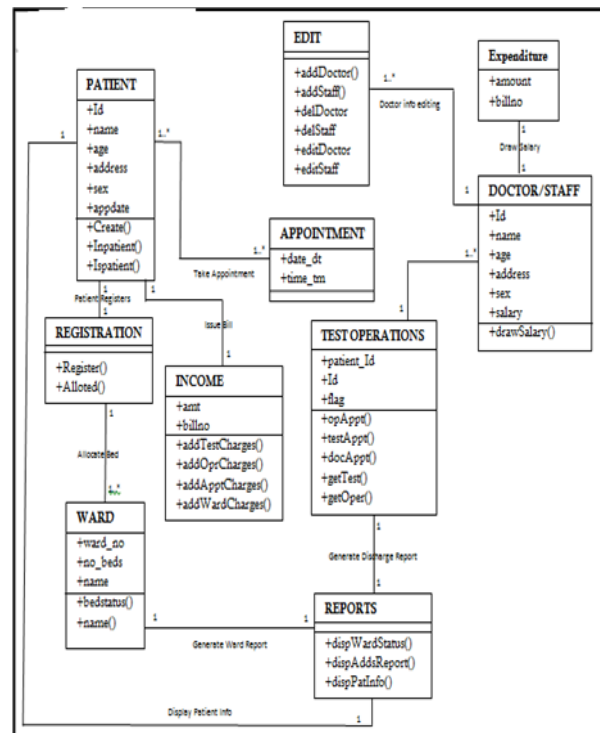 EDIT
+addDoctor()
+addStaff()
+delDoctor
+delStaff
+editDoctor
+editStaff
Expenditure
+amount
+billno
PATIENT
+Id
+name
+age
+address
+sex
+appdate
+Create()
+Inpatient()
+Ispatient()
1
1..*
1..*
Doctor info editing
1
1
Draw Salary
1
DOCTOR/STAFF
+Id
+name
+age
+address
+sex
+salary
+drawSalary()
1..*
APPOINTMENT
+date_dt
+time_tm
1..*
Take Appointment
1
1
Patient Registers
1
REGISTRATION
+Register()
+Alloted()
1
Issue Bill
1
INCOME
+amt
+billno
+addTestCharges()
+addOprCharges()
+addApptCharges()
+addWardCharges()
1
TEST OPERATIONS
+patient_Id
+Id
+flag
+opAppt()
+testAppt()
+docAppt()
+getTest()
+getOper()
1
Generate Discharge Report
1
Allocate Bed
1..*
WARD
+ward_no
+no_beds
+name
+bedstatus()
+name()
1
1
Generate Ward Report
REPORTS
+dispWardStatus()
+dispAddsReport()
+dispPatInfo()
Display Patient Info
1